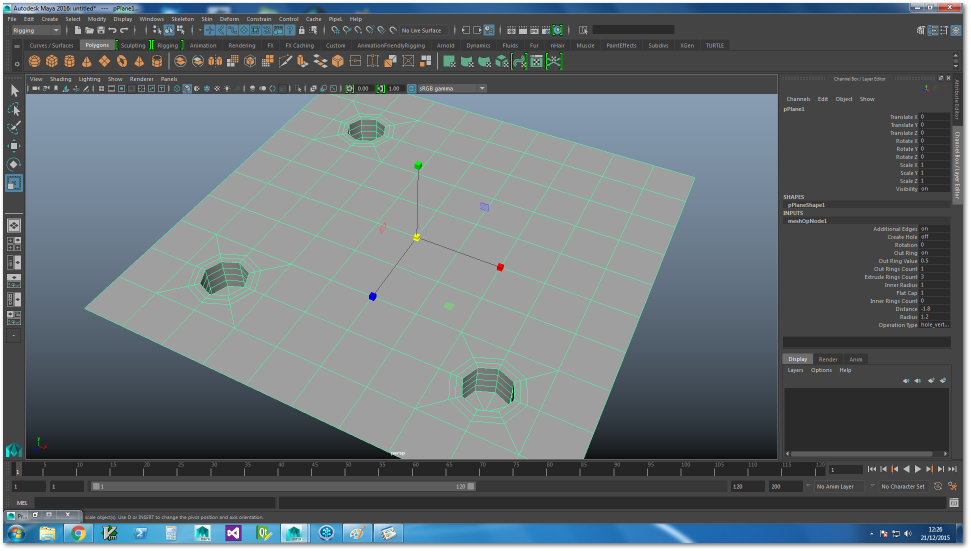 Autodesk Maya 2016: untitled* --- pPlane1...
File Edit Create Select Modify Display Windows Skeleton Skin Deform Constrain Control Cache Pipel Help
Rigging No Live Surface
Curves / Surfaces Polygons Sculpting Rigging Animation Rendering FX FX Caching Custom AnimationFriendlyRigging Arnold Dynamics Fluids Fur nHair Muscle PaintEffects Subdivs XGen TURTLE
View Shading Lighting Show Renderer Panels
0.00 1.00 sRGB gamma
persp
Channel Box / Layer Editor
Channels Edit Object Show
pPlane1
Translate X 0
Translate Y 0
Translate Z 0
Rotate X 0
Rotate Y 0
Rotate Z 0
Scale X 1
Scale Y 1
Scale Z 1
Visibility on
SHAPES
pPlaneShape1
INPUTS
meshOpNode1
Additional Edges on
Create Hole off
Rotation 0
Out Ring on
Out Ring Value 0.5
Out Rings Count 1
Extrude Rings Count 3
Inner Radius 1
Flat Cap 1
Inner Rings Count 0
Distance -1.8
Radius 1.2
Operation Type hole_vert...
Attribute Editor
Channel Box / Layer Editor
Display Render Anim
Layers Options Help
1 5 10 15 20 25 30 35 40 45 50 55 60 65 70 75 80 85 90 95 100 105 110 115 120 1
1 1 1 120 120 200 No Anim Layer No Character Set
MEL
scale object(s). Use D or INSERT to change the pivot position and axis orientation.
12:26
21/12/2015